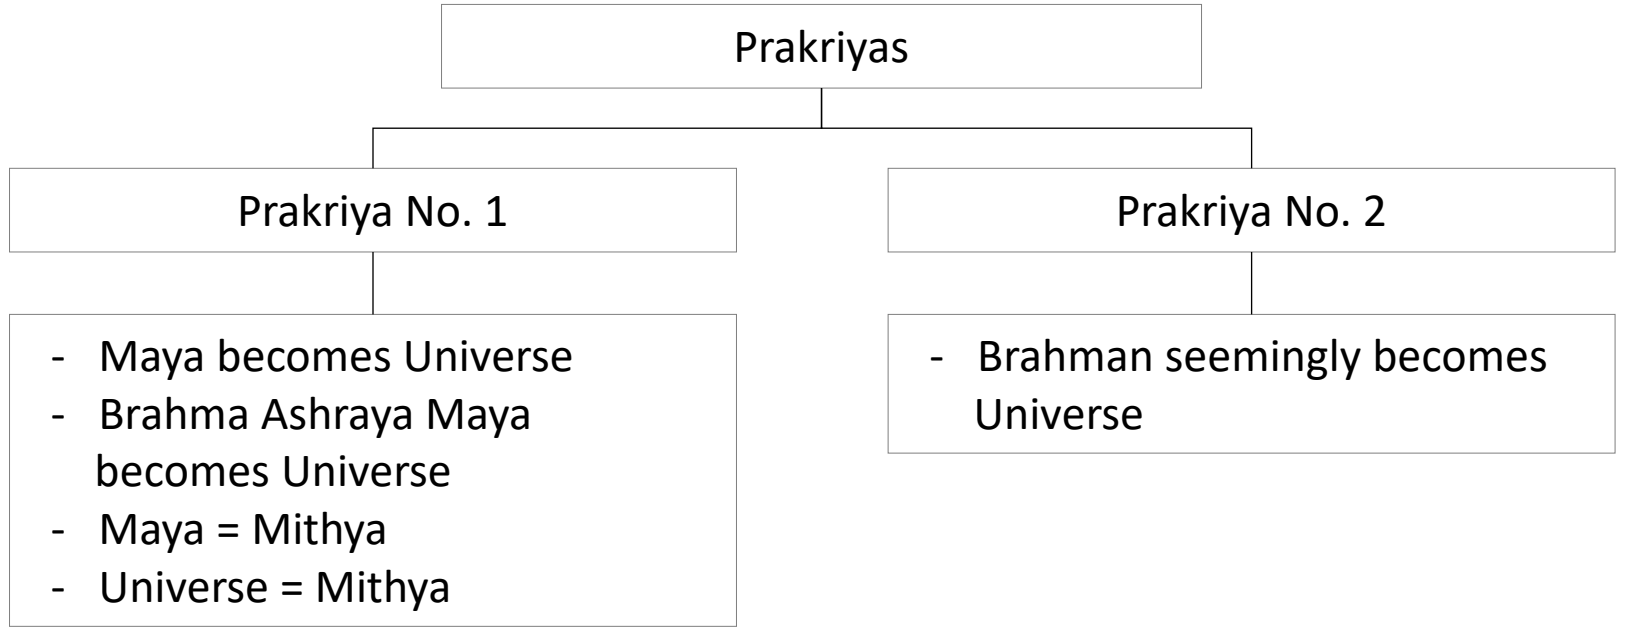 Prakriyas
Prakriya No. 1
Prakriya No. 2
- Maya becomes Universe
- Brahma Ashraya Maya
becomes Universe
- Maya = Mithya
- Universe = Mithya
- Brahman seemingly becomes
Universe